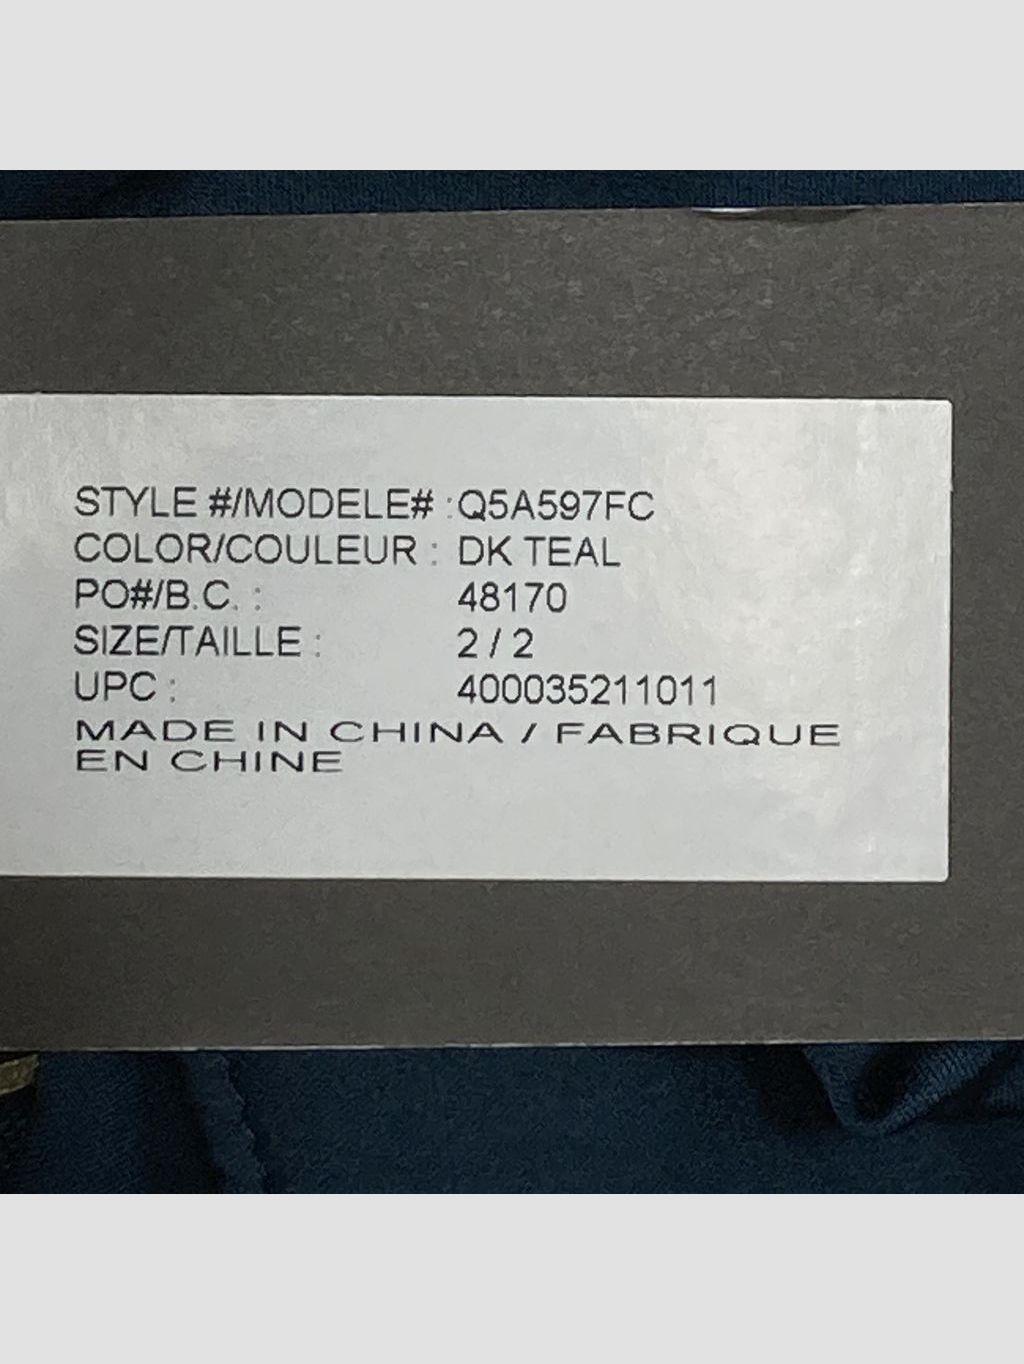 STYLE #/MODELE# : Q5A597FC
COLOR/COULEUR : DK TEAL
PO#/B.C. : 48170
SIZE/TAILLE : 2 / 2
UPC : 400035211011
MADE IN CHINA / FABRIQUE
EN CHINE